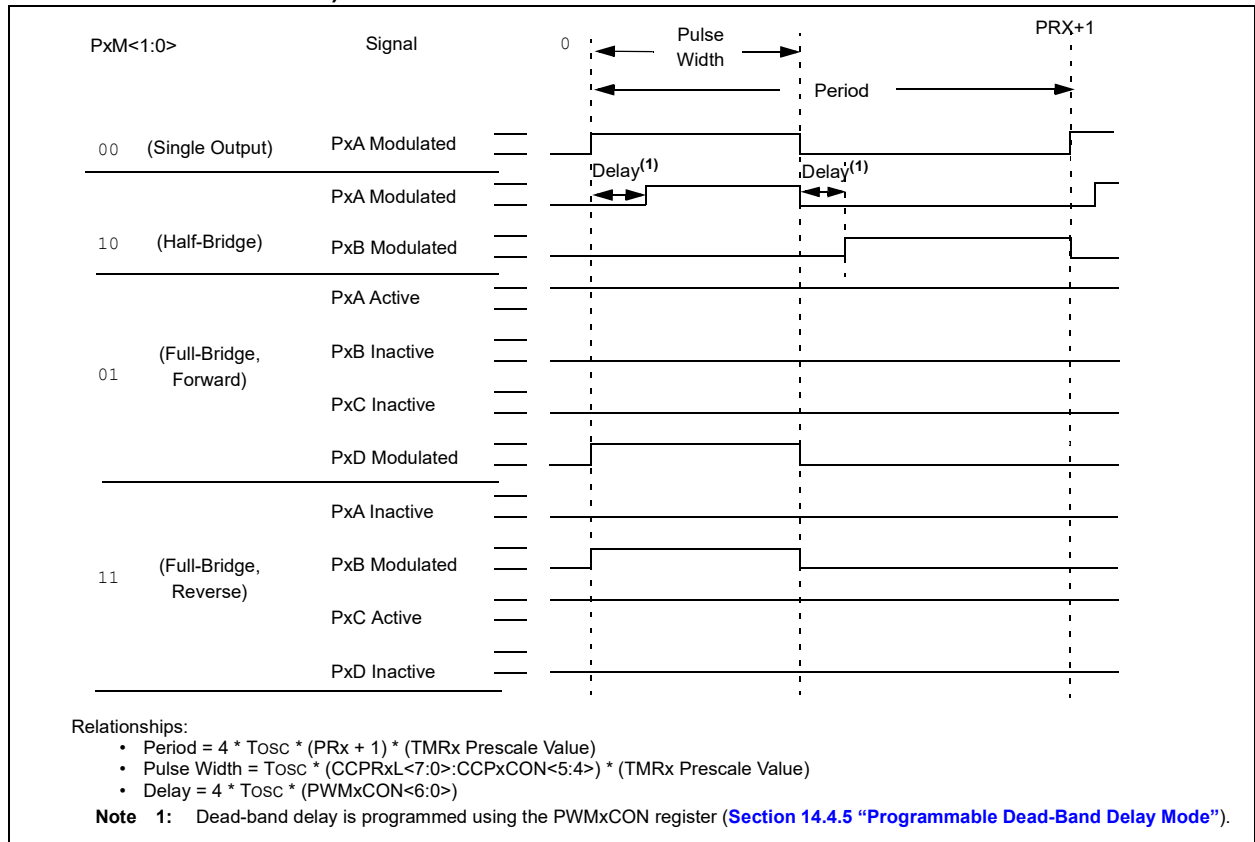 PxM<1:0> Signal 0 Pulse Width PRX+1
Period
00 (Single Output) PxA Modulated
Delay(1) Delay(1)
PxA Modulated
10 (Half-Bridge) PxB Modulated
PxA Active
(Full-Bridge, Forward) PxB Inactive
01
PxC Inactive
PxD Modulated
PxA Inactive
(Full-Bridge, Reverse) PxB Modulated
11
PxC Active
PxD Inactive
Relationships:
• Period = 4 * TOSC * (PRx + 1) * (TMRx Prescale Value)
• Pulse Width = TOSC * (CCPRxL<7:0>:CCPxCON<5:4>) * (TMRx Prescale Value)
• Delay = 4 * TOSC * (PWMxCON<6:0>)
Note 1: Dead-band delay is programmed using the PWMxCON register (Section 14.4.5 “Programmable Dead-Band Delay Mode”).